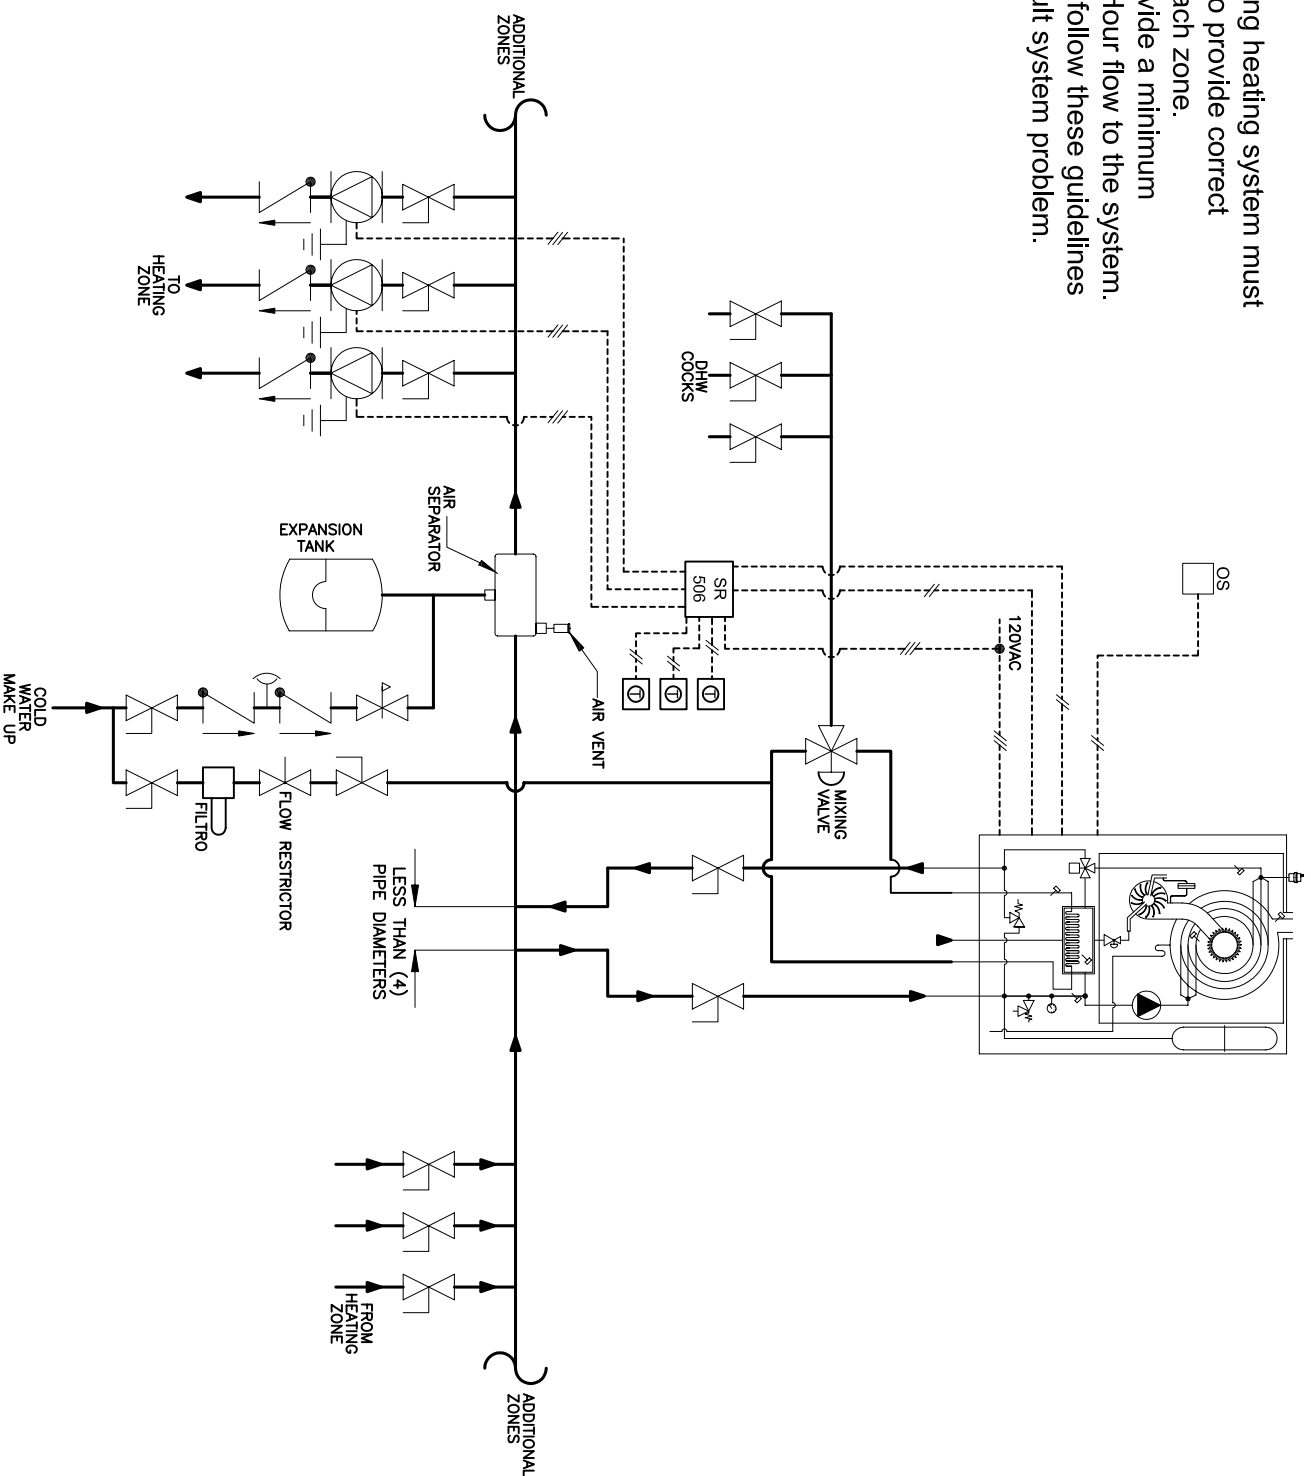 ng heating system must
o provide correct
ach zone.
vide a minimum
Hour flow to the system.
follow these guidelines
ult system problem.
ADDITIONAL
ZONES
TO
HEATING
ZONE
DHW
COCKS
OS
120VAC
SR
506
T
T
T
AIR
SEPARATOR
AIR VENT
EXPANSION
TANK
COLD
WATER
MAKE UP
FILTRO
FLOW RESTRICTOR
MIXING
VALVE
LESS THAN (4)
PIPE DIAMETERS
FROM
HEATING
ZONE
ADDITIONAL
ZONES